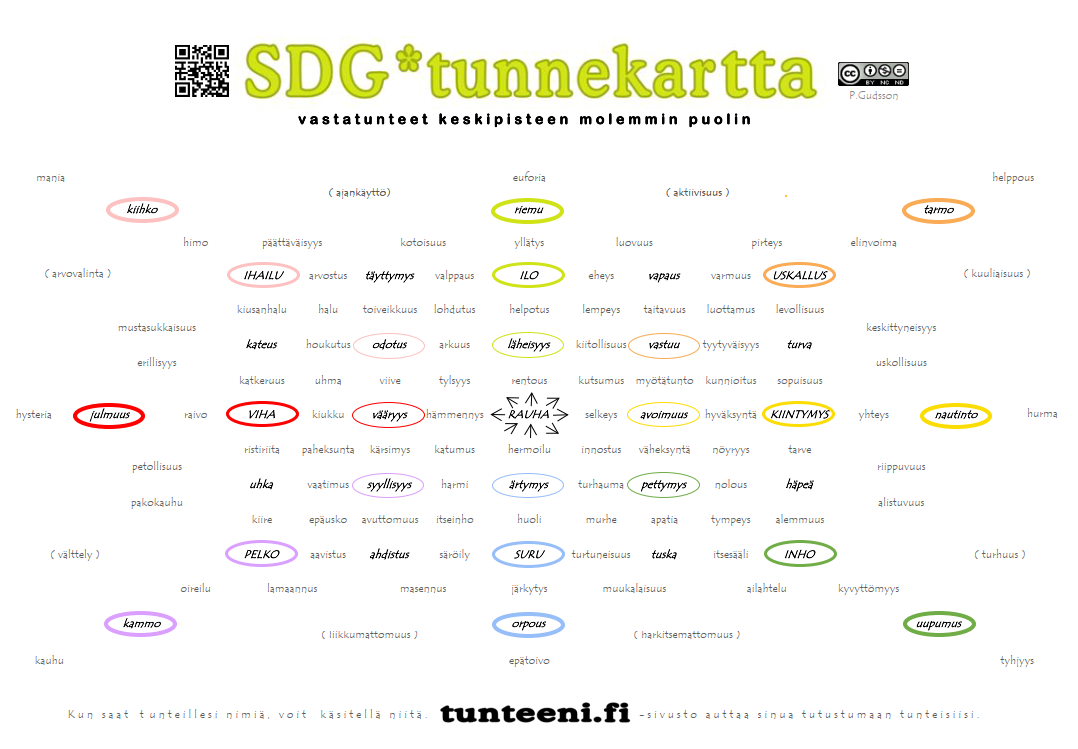 SDG*tunnekartta
CC BY NC ND
P.Gudsson
vastatunteet keskipisteen molemmin puolin
mania euforia helppous
( ajankäyttö) ( aktiivisuus )
kiihko riemu tarmo
himo päättäväisyys kotoisuus yllätys luovuus pirteys elinvoima
( arvovalinta ) IHAILU arvostus täyttymys valppaus ILO eheys vapaus varmuus USKALLUS ( kuuliaisuus )
kiusanhalu halu toiveikkuus lohdutus helpotus lempeys taitavuus luottamus levollisuus
mustasukkaisuus keskittyneisyys
kateus houkutus odotus arkuus läheisyys kiitollisuus vastuu tyytyväisyys turva
erillisyys uskollisuus
katkeruus uhma viive tylsyys rentous kutsumus myötätunto kunnioitus sopuisuus
hysteria julmuus raivo VIHA kiukku vääryys hämmennys RAUHA selkeys avoimuus hyväksyntä KIINTYMYS yhteys nautinto hurma
ristiriita paheksunta kärsimys katumus hermoilu innostus väheksyntä nöyryys tarve
petollisuus riippuvuus
uhka vaatimus syyllisyys harmi ärtymys turhauma pettymys nolous häpeä
pakokauhu alistuvuus
kiire epäusko avuttomuus itseinho huoli murhe apatia tympeys alemmuus
( välttely ) PELKO aavistus ahdistus säröily SURU turtuneisuus tuska itsesääli INHO ( turhuus )
oireilu lamaannus masennus järkytys muukalaisuus ailahtelu kyvyttömyys
kammo orpous uupumus
( liikkumattomuus ) ( harkitsemattomuus )
kauhu epätoivo tyhjyys
Kun saat tunteillesi nimiä, voit käsitellä niitä. tunteeni.fi -sivusto auttaa sinua tutustumaan tunteisiisi.